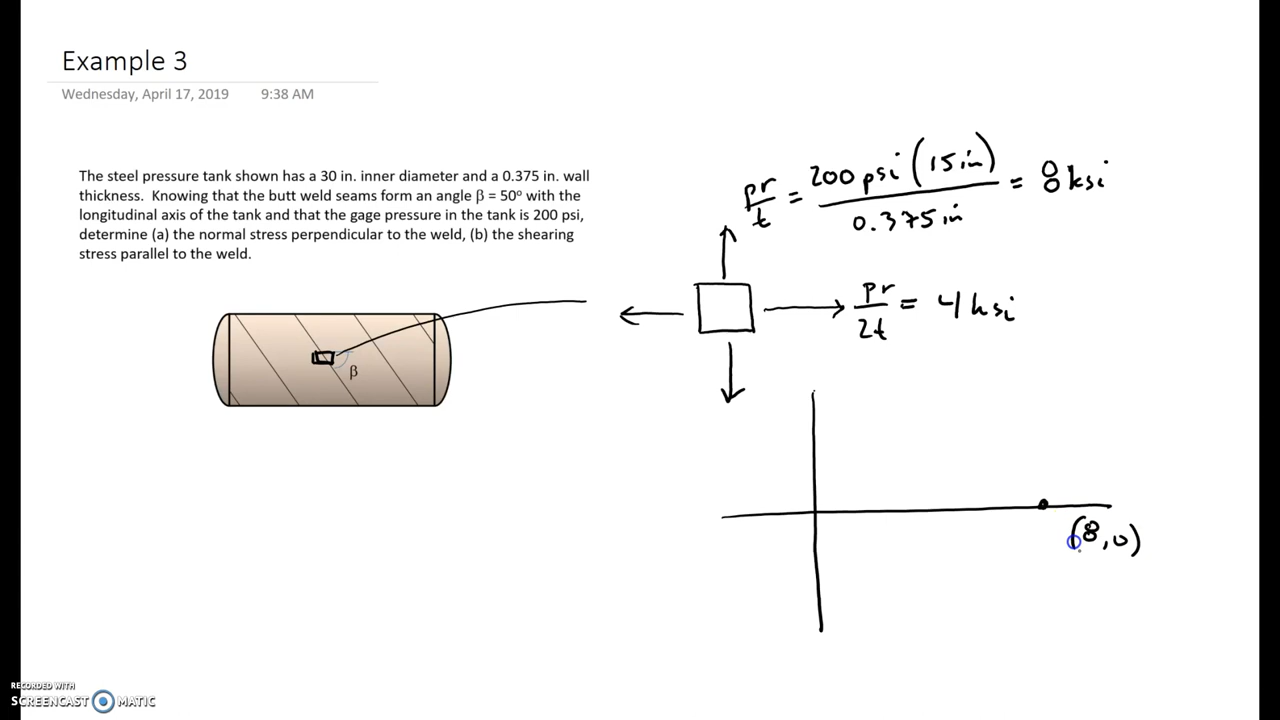 Example 3
Wednesday, April 17, 2019 9:38 AM
The steel pressure tank shown has a 30 in. inner diameter and a 0.375 in. wall
thickness. Knowing that the butt weld seams form an angle β = 50° with the
longitudinal axis of the tank and that the gage pressure in the tank is 200 psi,
determine (a) the normal stress perpendicular to the weld, (b) the shearing
stress parallel to the weld.
pr/t = 200 psi (15 in) / 0.375 in = 8 ksi
pr/2t = 4 ksi
β
(8,0)
RECORDED WITH
SCREENCAST MATIC